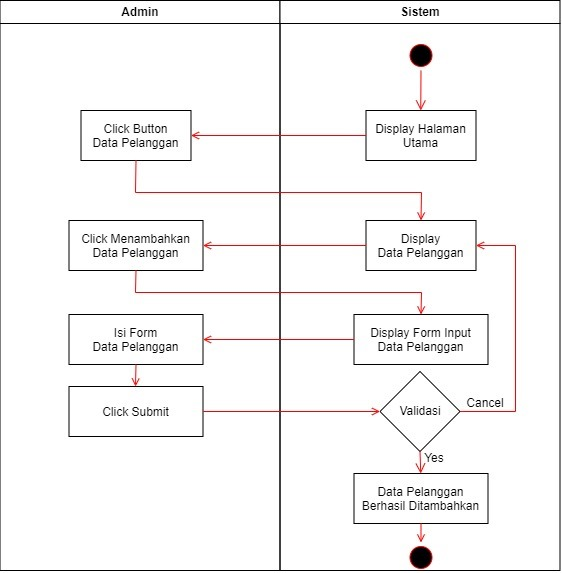 Admin
Sistem
Display Halaman
Utama
Click Button
Data Pelanggan
Display
Data Pelanggan
Click Menambahkan
Data Pelanggan
Display Form Input
Data Pelanggan
Isi Form
Data Pelanggan
Click Submit
Validasi
Cancel
Yes
Data Pelanggan
Berhasil Ditambahkan